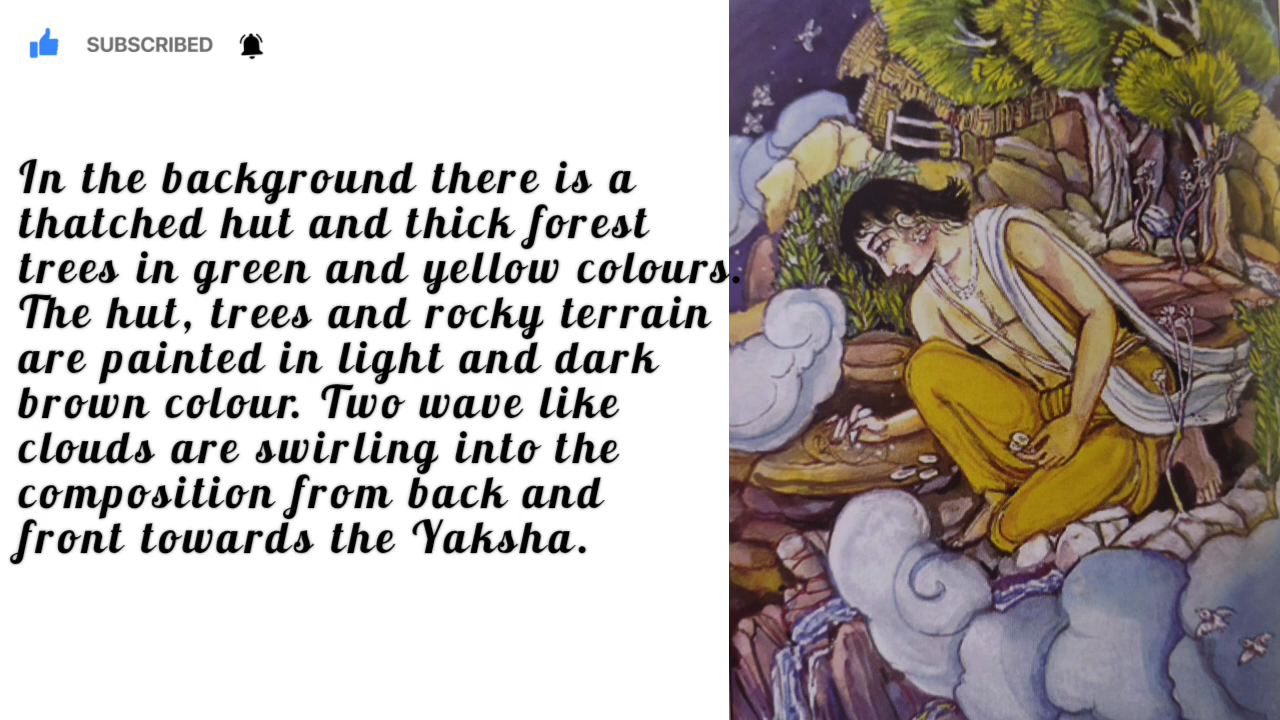 SUBSCRIBED
In the background there is a
thatched hut and thick forest
trees in green and yellow colours.
The hut, trees and rocky terrain
are painted in light and dark
brown colour. Two wave like
clouds are swirling into the
composition from back and
front towards the Yaksha.